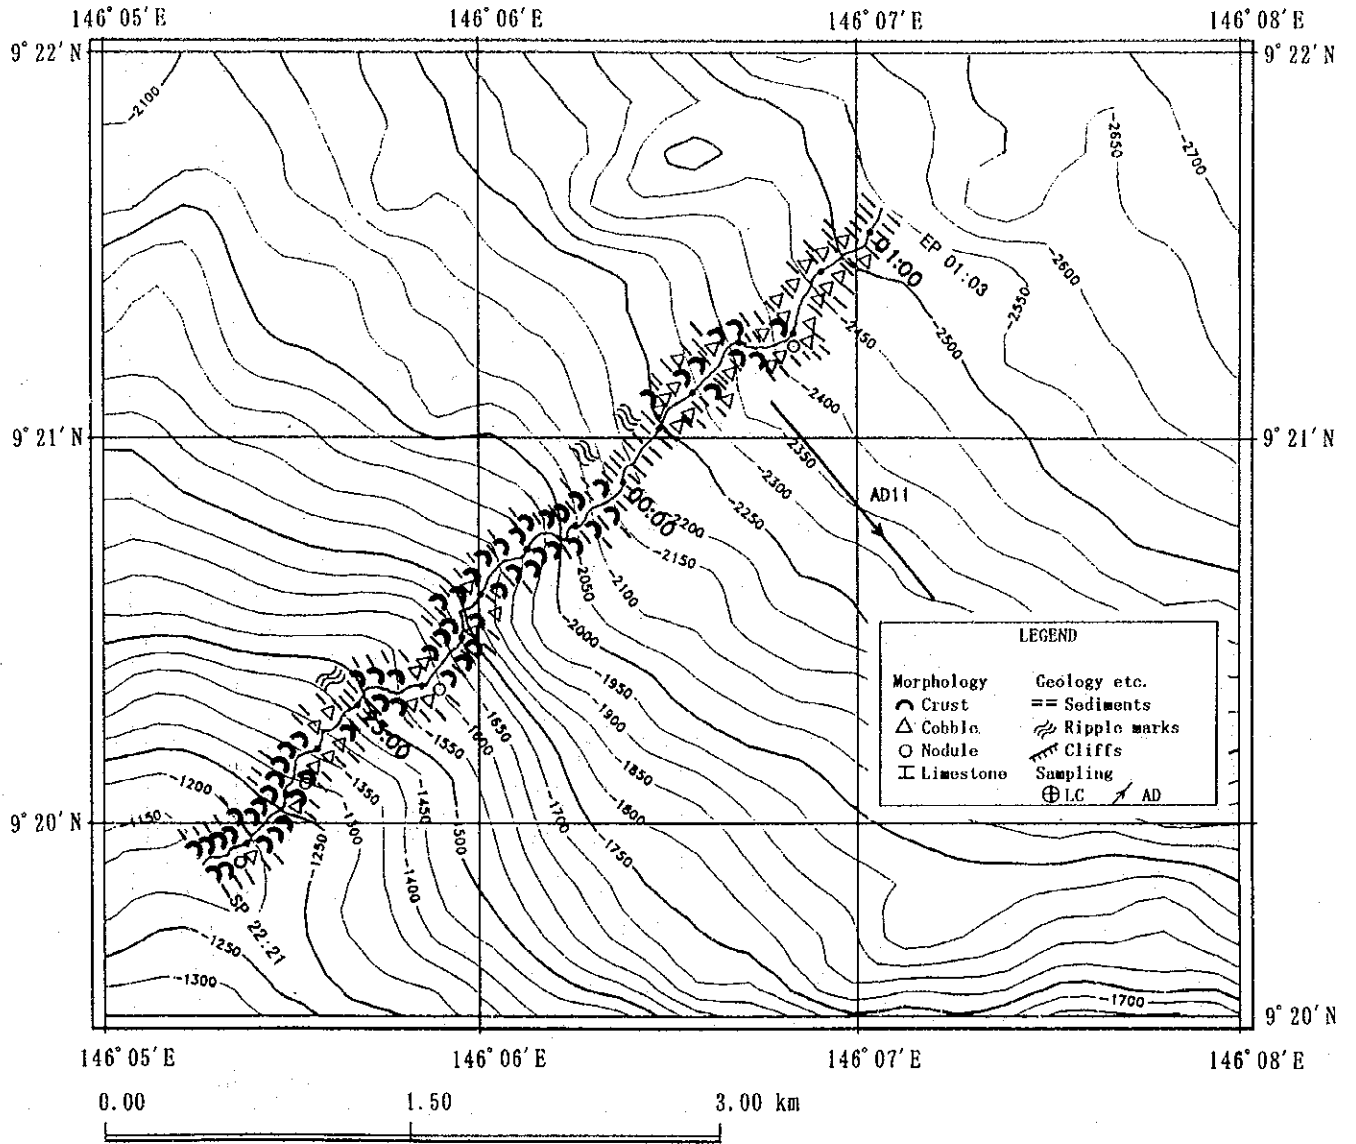 146°05'E 146°06'E 146°07'E 146°08'E
9°22'N 9°22'N
-2100
-2650
-2700
EP 01:03
01:00
-2600
-2550
-2500
-2450
-2400
9°21'N 9°21'N
-2350
-2300
AD11
-2250
00:00
-2200
-2150
-2100
-2050
-2000
-1950
-1900
-1850
-1800
-1750
-1700
-1650
-1600
-1550
23:00
-1500
-1450
-1400
-1350
-1300
-1250
-1200
-1150
9°20'N 9°20'N
SP 22:21
-1250
-1300
-1700
LEGEND
Morphology Geology etc.
Crust Sediments
Cobble Ripple marks
Nodule Cliffs
Limestone Sampling
LC AD
9°20'N
146°05'E 146°06'E 146°07'E 146°08'E
0.00 1.50 3.00 km